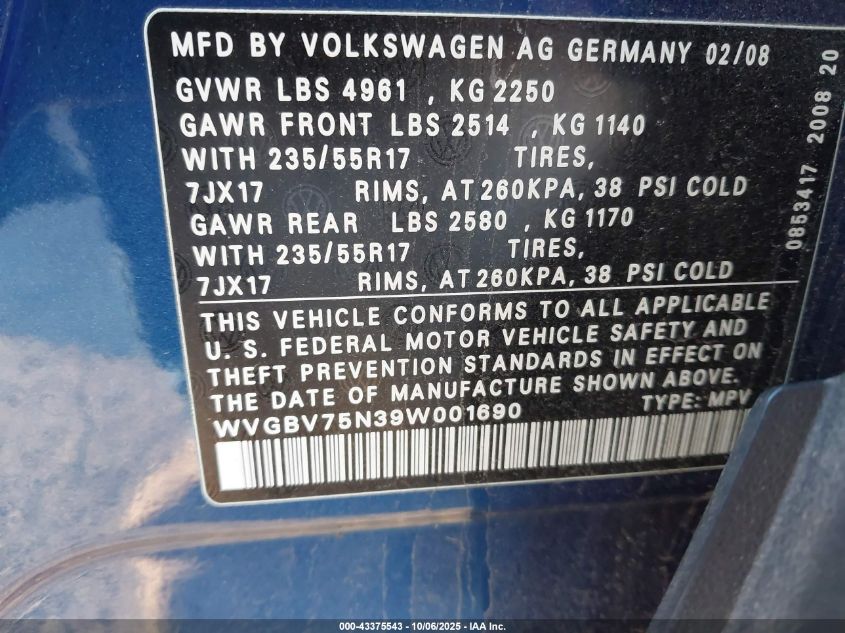 MFD BY VOLKSWAGEN AG GERMANY 02/08
GVWR LBS 4961 , KG 2250
GAWR FRONT LBS 2514 , KG 1140
WITH 235/55R17 TIRES,
7JX17 RIMS, AT 260KPA, 38 PSI COLD
GAWR REAR LBS 2580 , KG 1170
WITH 235/55R17 TIRES,
7JX17 RIMS, AT 260KPA, 38 PSI COLD
THIS VEHICLE CONFORMS TO ALL APPLICABLE
U. S. FEDERAL MOTOR VEHICLE SAFETY AND
THEFT PREVENTION STANDARDS IN EFFECT ON
THE DATE OF MANUFACTURE SHOWN ABOVE.
WVGBV75N39W001690 TYPE: MPV
0853417 2008 20
000-43375543 - 10/06/2025 - IAA Inc.